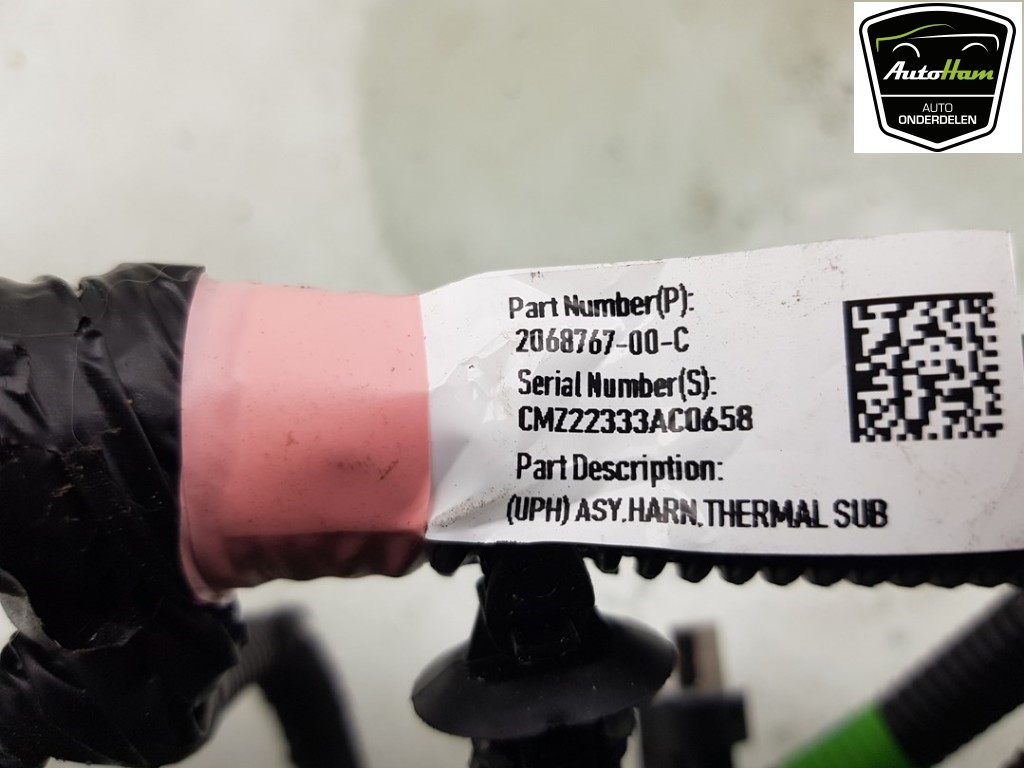 AutoHam
AUTO
ONDERDELEN
Part Number(P):
2068767-00-C
Serial Number(S):
CMZ22333AC0658
Part Description:
(UPH) ASY,HARN,THERMAL SUB